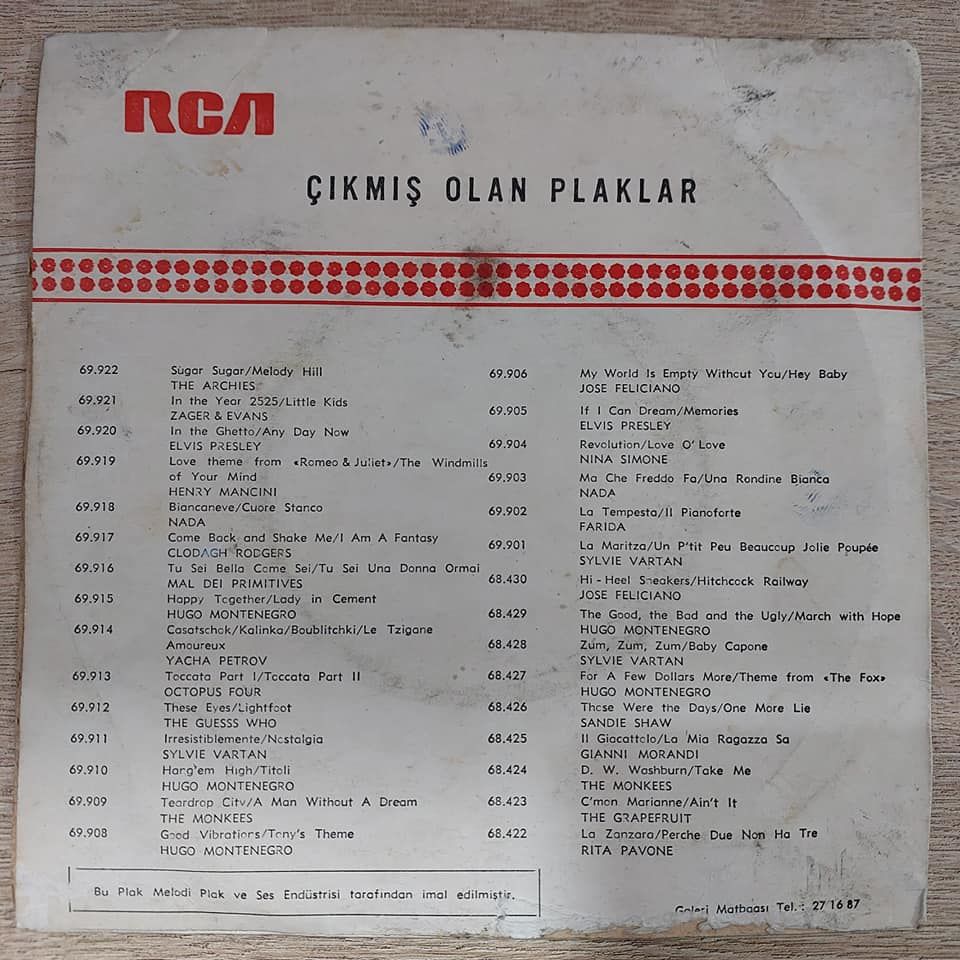 RCA
ÇIKMIŞ OLAN PLAKLAR
69.922 Sugar Sugar/Melody Hill
THE ARCHIES
69.921 In the Year 2525/Little Kids
ZAGER & EVANS
69.920 In the Ghetto/Any Day Now
ELVIS PRESLEY
69.919 Love theme from «Romeo & Juliet»/The Windmills
of Your Mind
HENRY MANCINI
69.918 Biancaneve/Cuore Stanco
NADA
69.917 Come Back and Shake Me/I Am A Fantasy
CLODAGH RODGERS
69.916 Tu Sei Bella Come Sei/Tu Sei Una Donna Ormai
MAL DEI PRIMITIVES
69.915 Happy Together/Lady in Cement
HUGO MONTENEGRO
69.914 Casatschok/Kalinka/Boublitchki/Le Tzigane
Amoureux
YACHA PETROV
69.913 Toccata Part I/Toccata Part II
OCTOPUS FOUR
69.912 These Eyes/Lightfoot
THE GUESSS WHO
69.911 Irresistiblemente/Nostalgia
SYLVIE VARTAN
69.910 Hang'em High/Titoli
HUGO MONTENEGRO
69.909 Teardrop City/A Man Without A Dream
THE MONKEES
69.908 Good Vibrations/Tony's Theme
HUGO MONTENEGRO
69.906 My World Is Empty Without You/Hey Baby
JOSE FELICIANO
69.905 If I Can Dream/Memories
ELVIS PRESLEY
69.904 Revolution/Love O' Love
NINA SIMONE
69.903 Ma Che Freddo Fa/Una Rondine Bianca
NADA
69.902 La Tempesta/Il Pianoforte
FARIDA
69.901 La Maritza/Un P'tit Peu Beaucoup Jolie Poupée
SYLVIE VARTAN
68.430 Hi-Heel Sneakers/Hitchcock Railway
JOSE FELICIANO
68.429 The Good, the Bad and the Ugly/March with Hope
HUGO MONTENEGRO
68.428 Zum, Zum, Zum/Baby Capone
SYLVIE VARTAN
68.427 For A Few Dollars More/Theme from «The Fox»
HUGO MONTENEGRO
68.426 Those Were the Days/One More Lie
SANDIE SHAW
68.425 Il Giacattolo/La Mia Ragazza Sa
GIANNI MORANDI
68.424 D. W. Washburn/Take Me
THE MONKEES
68.423 C'mon Marianne/Ain't It
THE GRAPEFRUIT
68.422 La Zanzara/Perche Due Non Ha Tre
RITA PAVONE
Bu Plak Melodi Plak ve Ses Endüstrisi tarafından imal edilmiştir.
Galeri Matbaası Tel.: 27 16 87